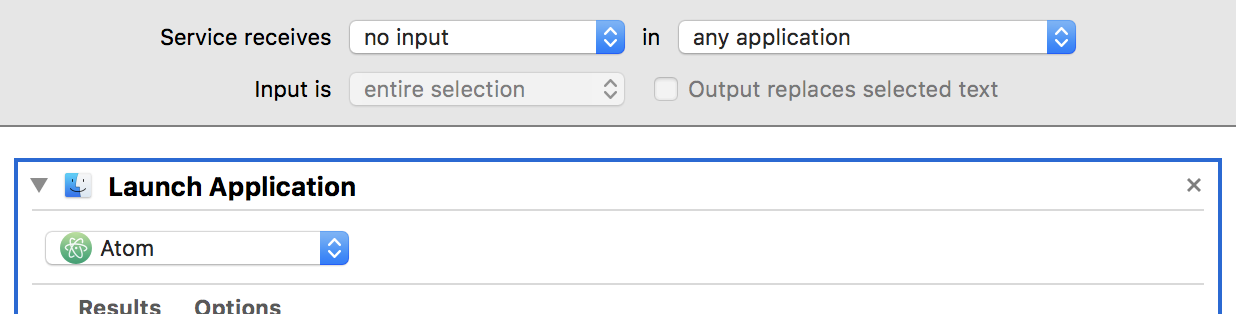 Service receives no input in any application
Input is entire selection Output replaces selected text
Launch Application
Atom
Results Options